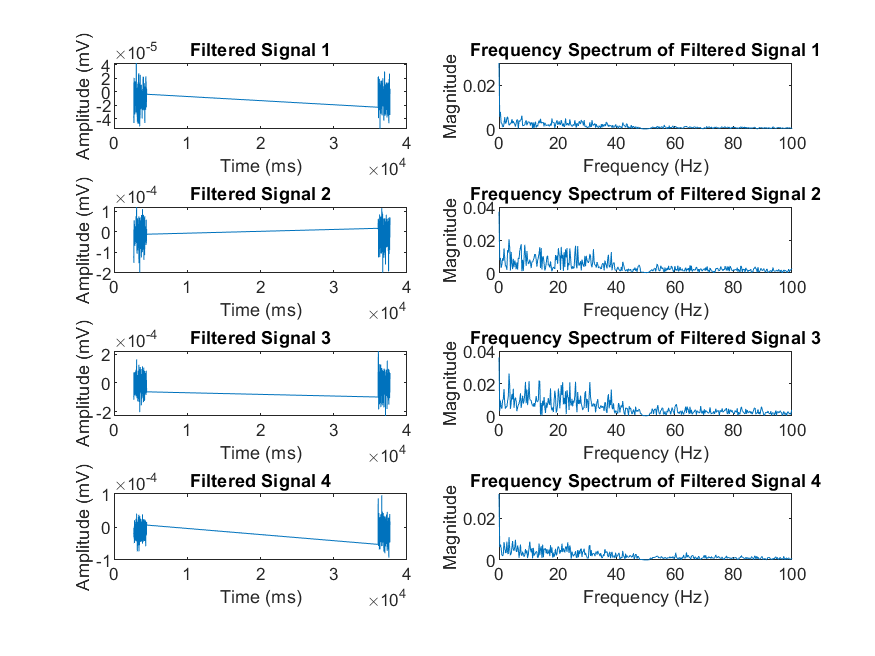 Filtered Signal 1
×10^-5
Amplitude (mV)
4
2
0
-2
-4
0 1 2 3 4
Time (ms)
×10^4
Frequency Spectrum of Filtered Signal 1
Magnitude
0.02
0
0 20 40 60 80 100
Frequency (Hz)
Filtered Signal 2
×10^-4
Amplitude (mV)
1
0
-1
-2
0 1 2 3 4
Time (ms)
×10^4
Frequency Spectrum of Filtered Signal 2
Magnitude
0.04
0.02
0
0 20 40 60 80 100
Frequency (Hz)
Filtered Signal 3
×10^-4
Amplitude (mV)
2
0
-2
0 1 2 3 4
Time (ms)
×10^4
Frequency Spectrum of Filtered Signal 3
Magnitude
0.04
0.02
0
0 20 40 60 80 100
Frequency (Hz)
Filtered Signal 4
×10^-4
Amplitude (mV)
1
0
-1
0 1 2 3 4
Time (ms)
×10^4
Frequency Spectrum of Filtered Signal 4
Magnitude
0.02
0
0 20 40 60 80 100
Frequency (Hz)